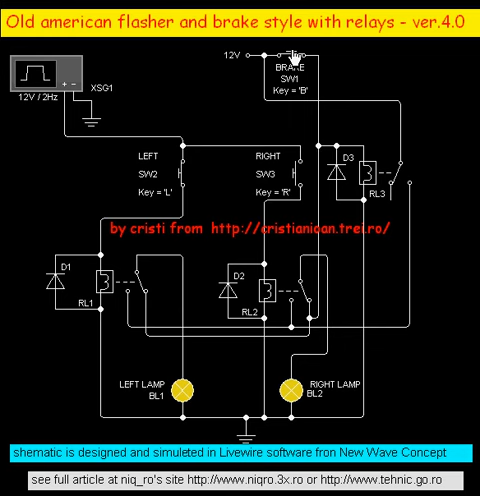 Old american flasher and brake style with relays - ver.4.0
12V
BRAKE
SW1
Key = 'B'
XSG1
12V / 2Hz
LEFT
SW2
Key = 'L'
RIGHT
SW3
Key = 'R'
D3
RL3
by cristi from http://cristianioan.trei.ro/
D1
RL1
D2
RL2
LEFT LAMP
BL1
RIGHT LAMP
BL2
shematic is designed and simuleted in Livewire software fron New Wave Concept
see full article at niq_ro's site http://www.niqro.3x.ro or http://www.tehnic.go.ro